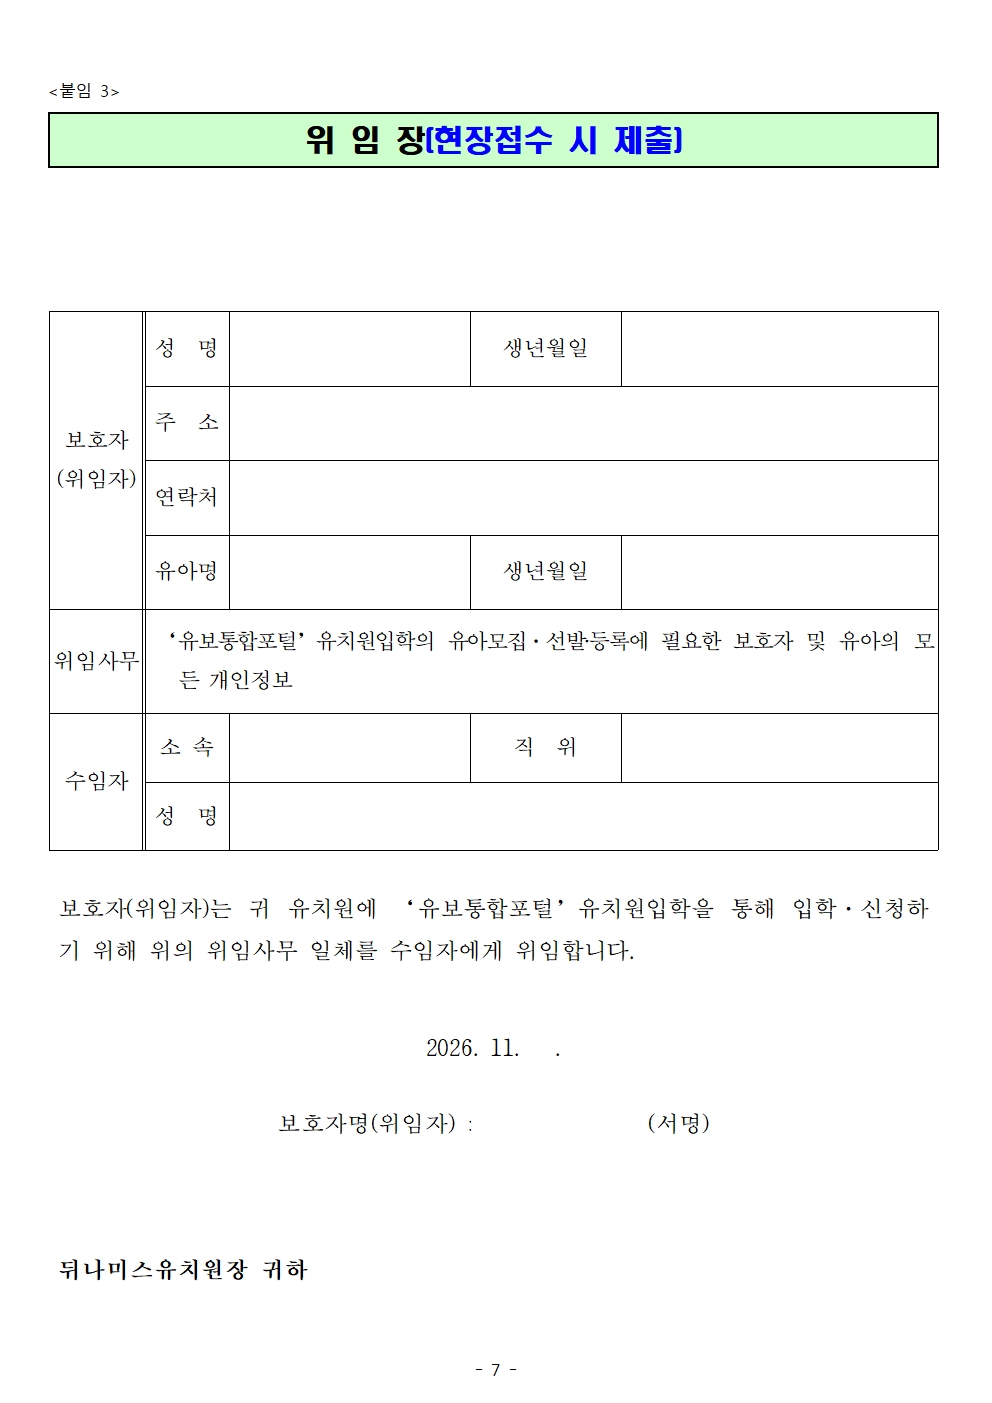 <붙임 3>
위 임 장(현장접수 시 제출)
보호자
(위임자)
성 명
생년월일
주 소
연락처
유아명
생년월일
위임사무
‘유보통합포털’ 유치원입학의 유아모집·선발·등록에 필요한 보호자 및 유아의 모
든 개인정보
수임자
소 속
직 위
성 명
보호자(위임자)는 귀 유치원에 ‘유보통합포털’ 유치원입학을 통해 입학·신청하
기 위해 위의 위임사무 일체를 수임자에게 위임합니다.
2026. 11. .
보호자명(위임자) : (서명)
뒤나미스유치원장 귀하
- 7 -